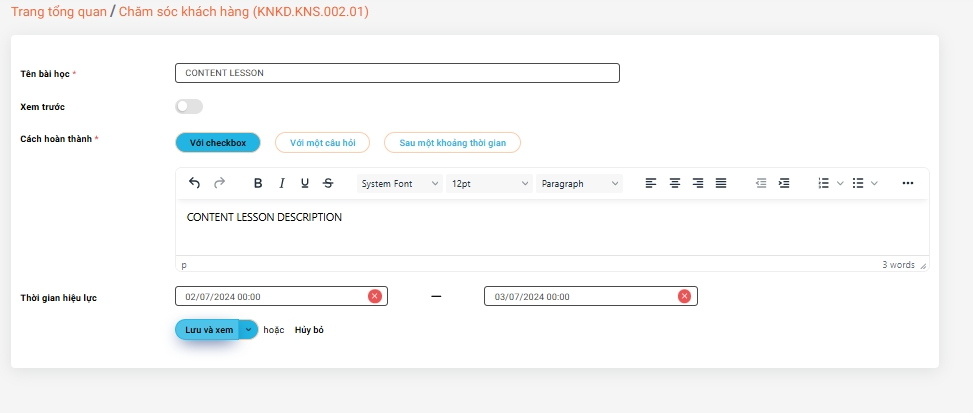 Trang tổng quan / Chăm sóc khách hàng (KNKD.KNS.002.01)
Tên bài học * CONTENT LESSON
Xem trước
Cách hoàn thành * Với checkbox Với một câu hỏi Sau một khoảng thời gian
B I U S System Font 12pt Paragraph
CONTENT LESSON DESCRIPTION
p 3 words
Thời gian hiệu lực 02/07/2024 00:00 — 03/07/2024 00:00
Lưu và xem hoặc Hủy bỏ